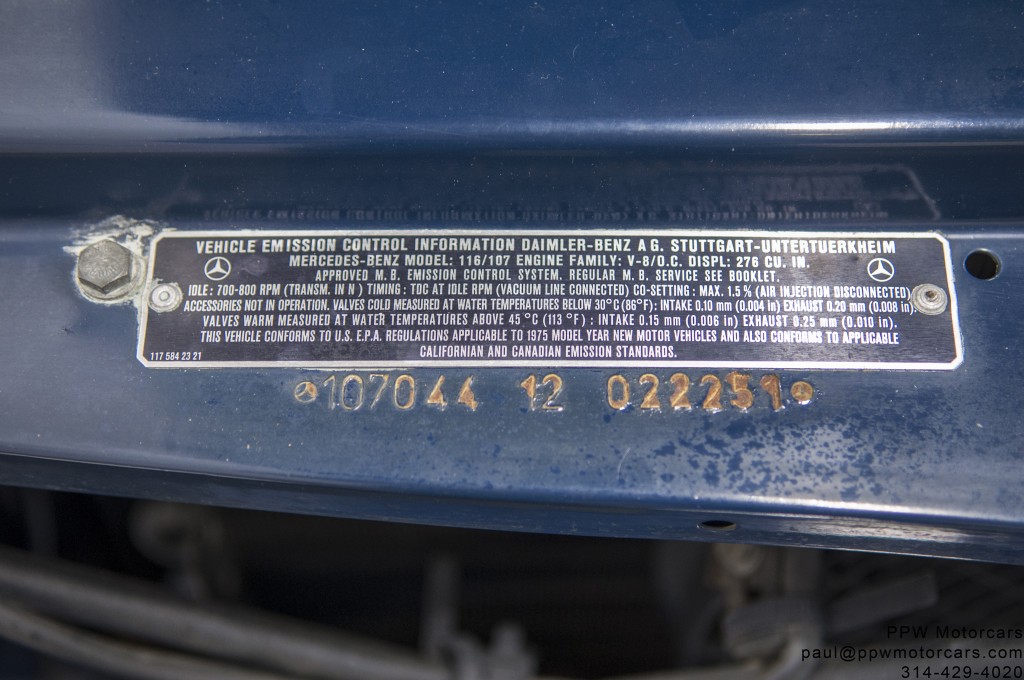 VEHICLE EMISSION CONTROL INFORMATION DAIMLER-BENZ A G. STUTTGART-UNTERTUERKHEIM
MERCEDES-BENZ MODEL: 116/107 ENGINE FAMILY: V-8/O.C. DISPL: 276 CU. IN.
APPROVED M. B. EMISSION CONTROL SYSTEM, REGULAR M. B. SERVICE SEE BOOKLET.
IDLE: 700-800 RPM (TRANSM. IN N) TIMING: TDC AT IDLE RPM (VACUUM LINE CONNECTED) CO-SETTING: MAX. 1.5 % (AIR INJECTION DISCONNECTED)
ACCESSORIES NOT IN OPERATION. VALVES COLD MEASURED AT WATER TEMPERATURES BELOW 30°C (86°F): INTAKE 0.10 mm (0.004 in) EXHAUST 0.20 mm (0.008 in).
VALVES WARM MEASURED AT WATER TEMPERATURES ABOVE 45 °C (113 °F) : INTAKE 0.15 mm (0.006 in) EXHAUST 0.25 mm (0.010 in).
THIS VEHICLE CONFORMS TO U.S. E.P.A. REGULATIONS APPLICABLE TO 1975 MODEL YEAR NEW MOTOR VEHICLES AND ALSO CONFORMS TO APPLICABLE
CALIFORNIAN AND CANADIAN EMISSION STANDARDS.
117 584 23 21
107044 12 022251
PPW Motorcars
paul@ppwmotorcars.com
314-429-4020